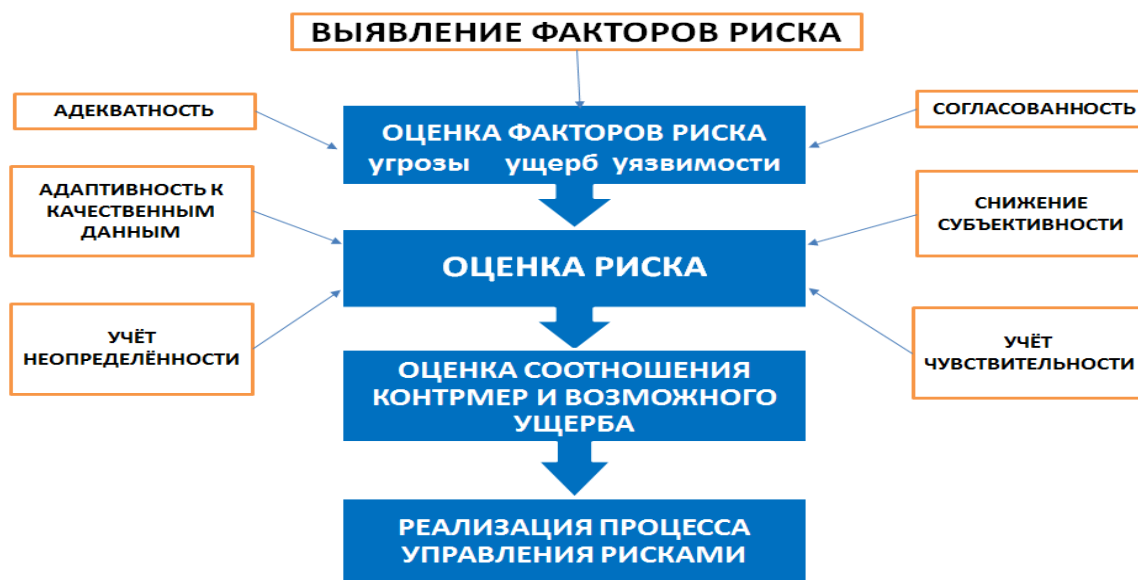 ВЫЯВЛЕНИЕ ФАКТОРОВ РИСКА
АДЕКВАТНОСТЬ
СОГЛАСОВАННОСТЬ
ОЦЕНКА ФАКТОРОВ РИСКА
угрозы ущерб уязвимости
АДАПТИВНОСТЬ К
КАЧЕСТВЕННЫМ
ДАННЫМ
СНИЖЕНИЕ
СУБЪЕКТИВНОСТИ
ОЦЕНКА РИСКА
УЧЁТ
НЕОПРЕДЕЛЁННОСТИ
УЧЁТ
ЧУВСТВИТЕЛЬНОСТИ
ОЦЕНКА СООТНОШЕНИЯ
КОНТРМЕР И ВОЗМОЖНОГО
УЩЕРБА
РЕАЛИЗАЦИЯ ПРОЦЕССА
УПРАВЛЕНИЯ РИСКАМИ